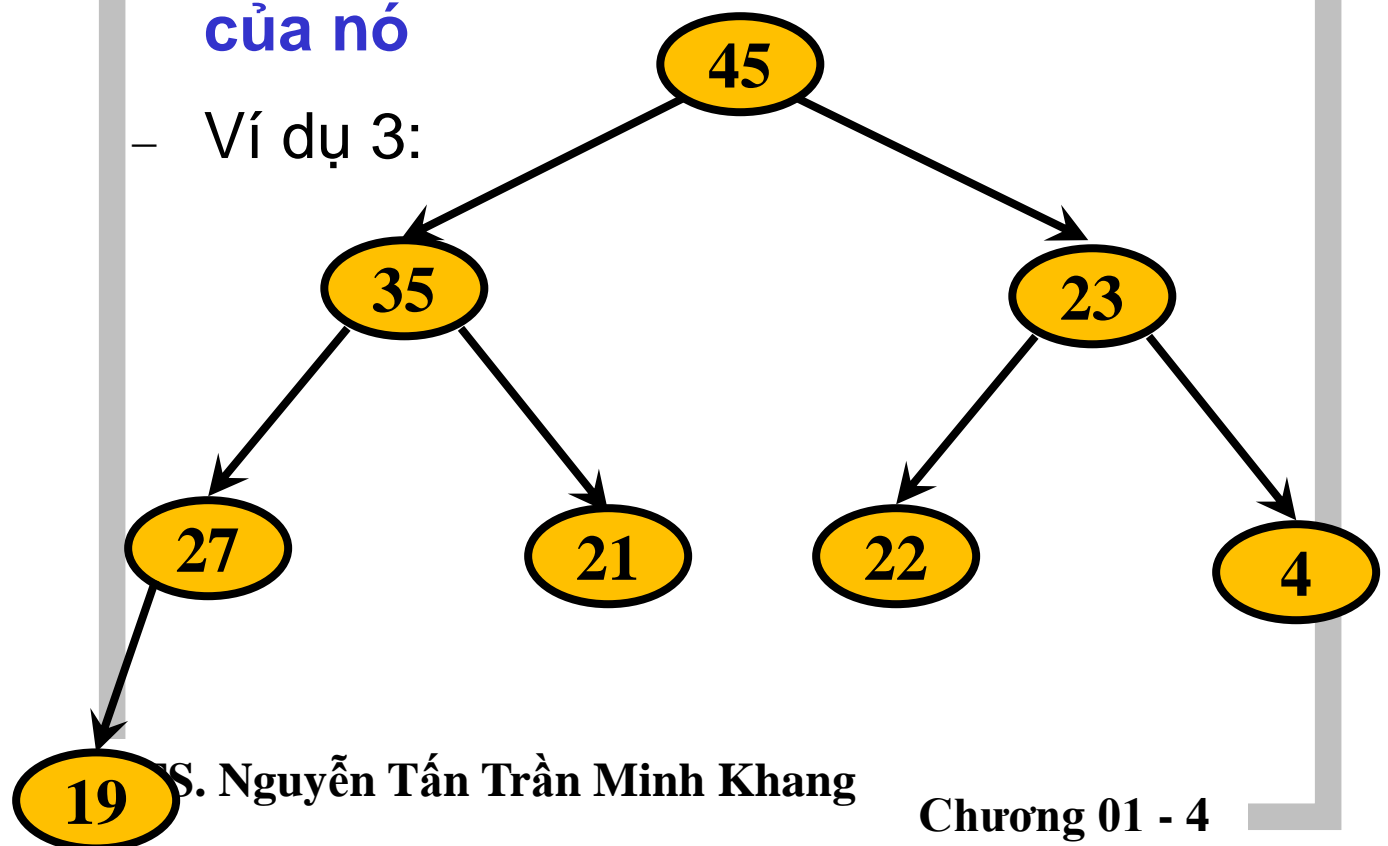 của nó
45
– Ví dụ 3:
35
23
27
21
22
4
19
S. Nguyễn Tấn Trần Minh Khang
Chương 01 - 4